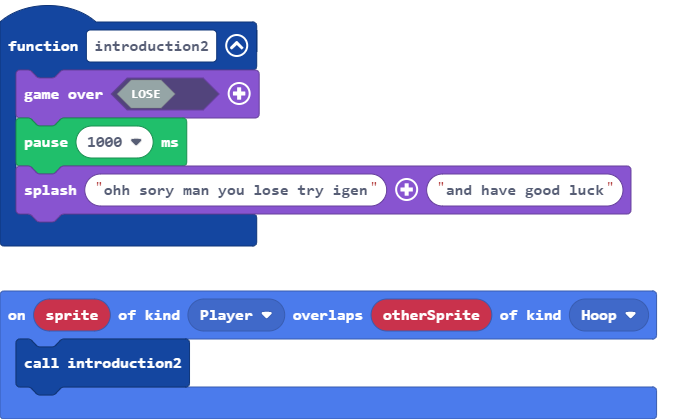 function introduction2
game over LOSE
pause 1000 ms
splash "ohh sory man you lose try igen" "and have good luck"
on sprite of kind Player overlaps otherSprite of kind Hoop
call introduction2